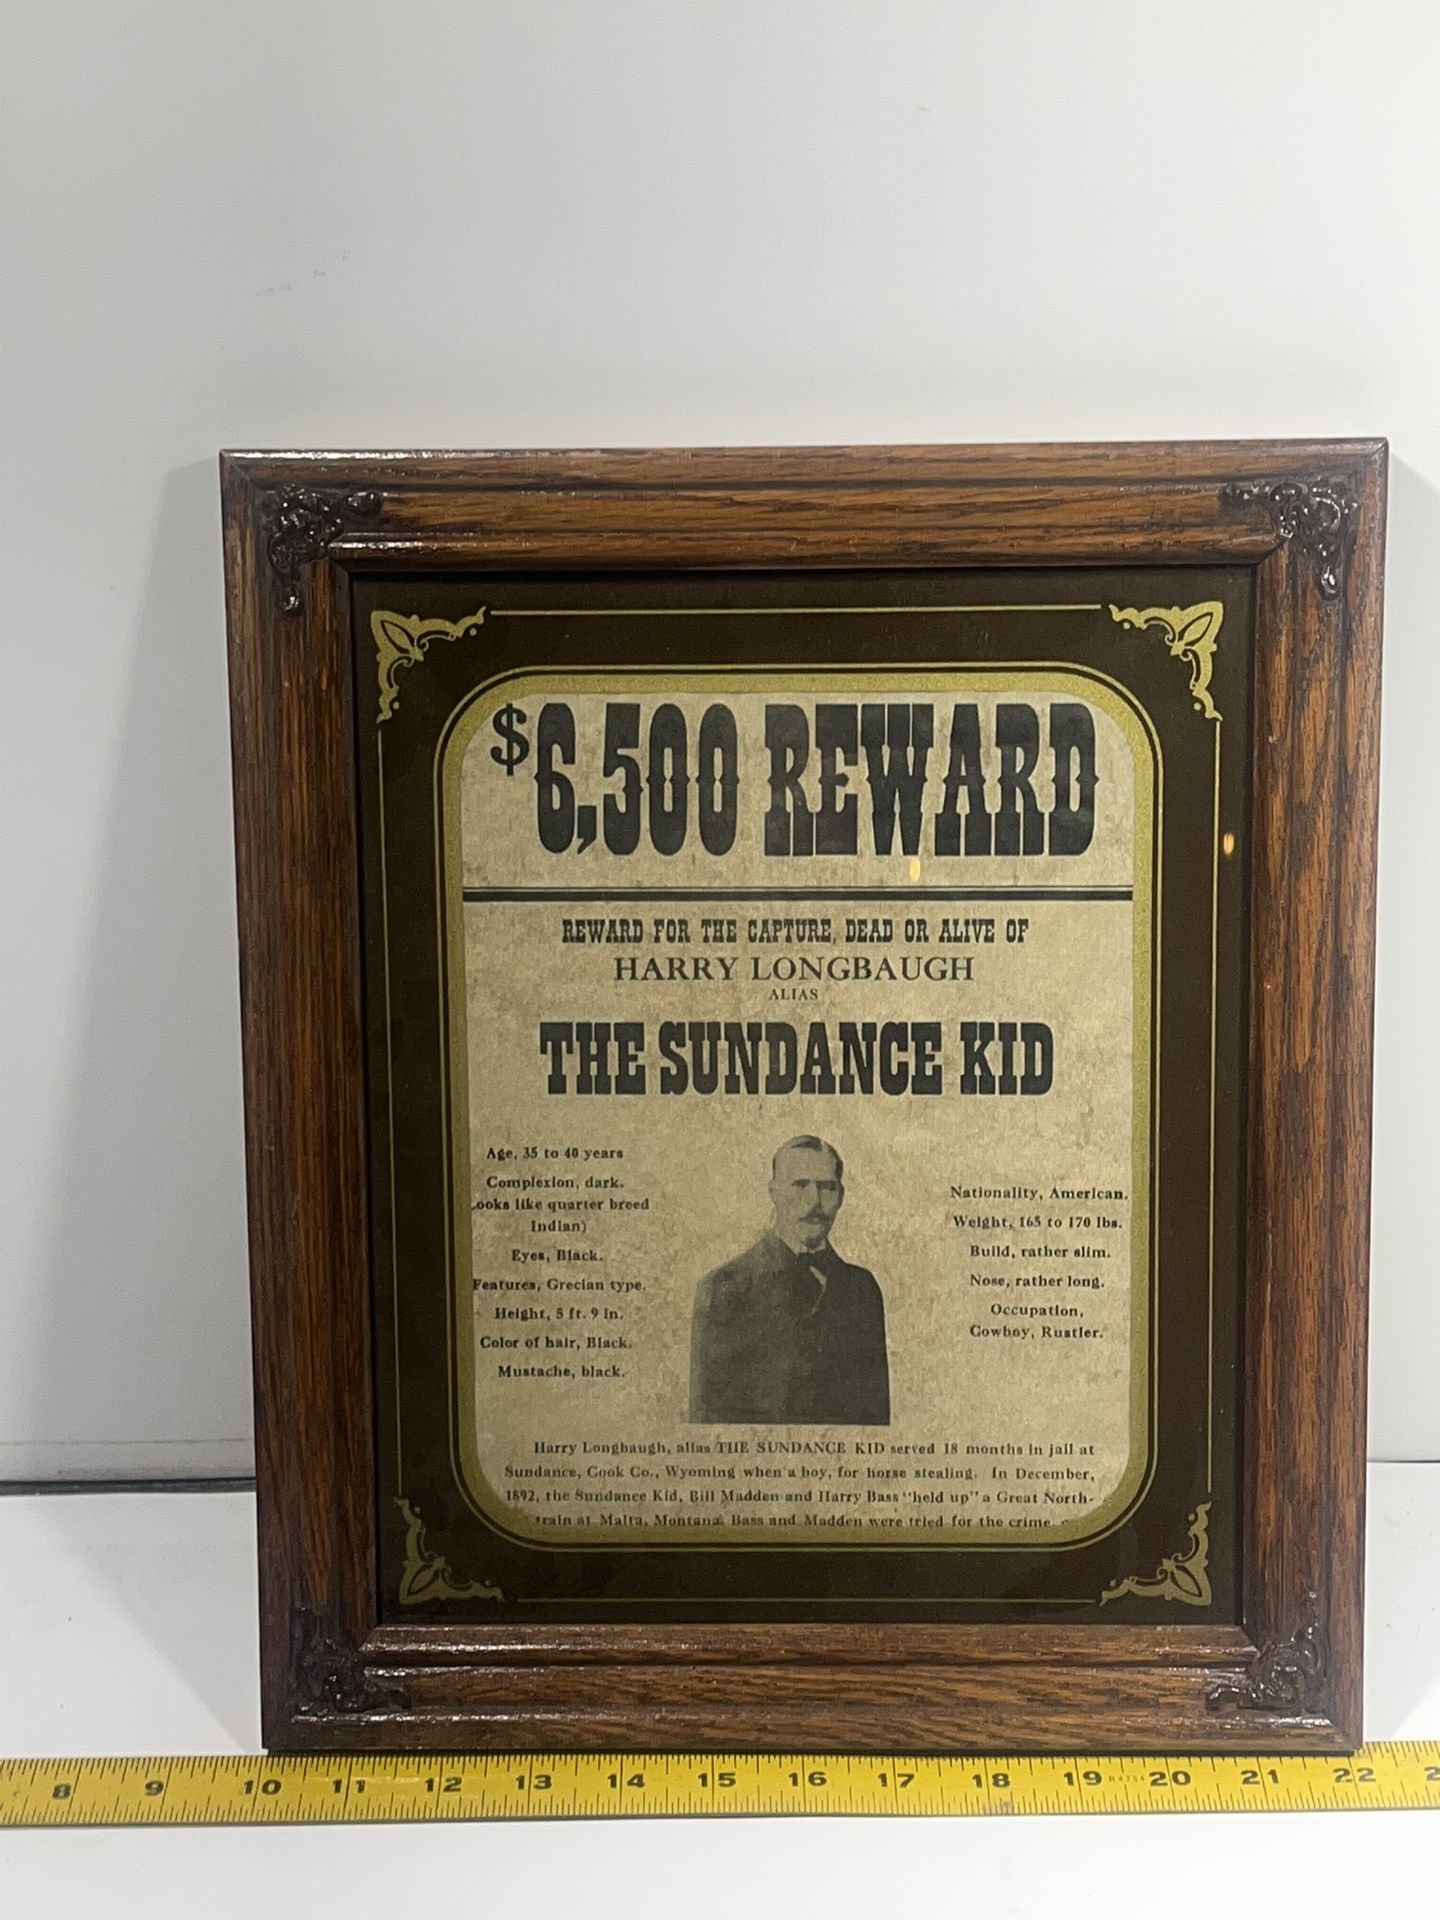 $6,500 REWARD
REWARD FOR THE CAPTURE, DEAD OR ALIVE OF
HARRY LONGBAUGH
ALIAS
THE SUNDANCE KID
Age, 35 to 40 years
Complexion, dark.
ooks like quarter breed
Indian)
Eyes, Black.
Features, Grecian type.
Height, 5 ft. 9 in.
Color of hair, Black.
Mustache, black.
Nationality, American.
Weight, 165 to 170 lbs.
Build, rather slim.
Nose, rather long.
Occupation,
Cowboy, Rustler.
Harry Longbaugh, alias THE SUNDANCE KID served 18 months in jail at
Sundance, Cook Co., Wyoming when a boy, for horse stealing. In December,
1892, the Sundance Kid, Bill Madden and Harry Bass "held up" a Great North-
train at Malta, Montana. Bass and Madden were tried for the crime,
8 9 10 11 12 13 14 15 16 17 18 19 20 21 22